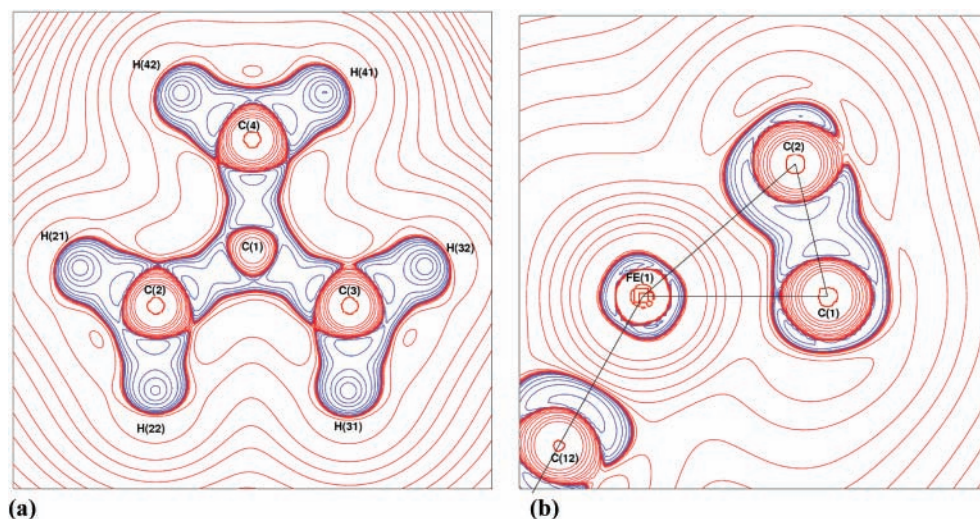 H(42)
H(41)
C(4)
H(21)
C(1)
H(32)
C(2)
C(3)
H(22)
H(31)
(a)
C(2)
FE(1)
C(1)
C(12)
(b)